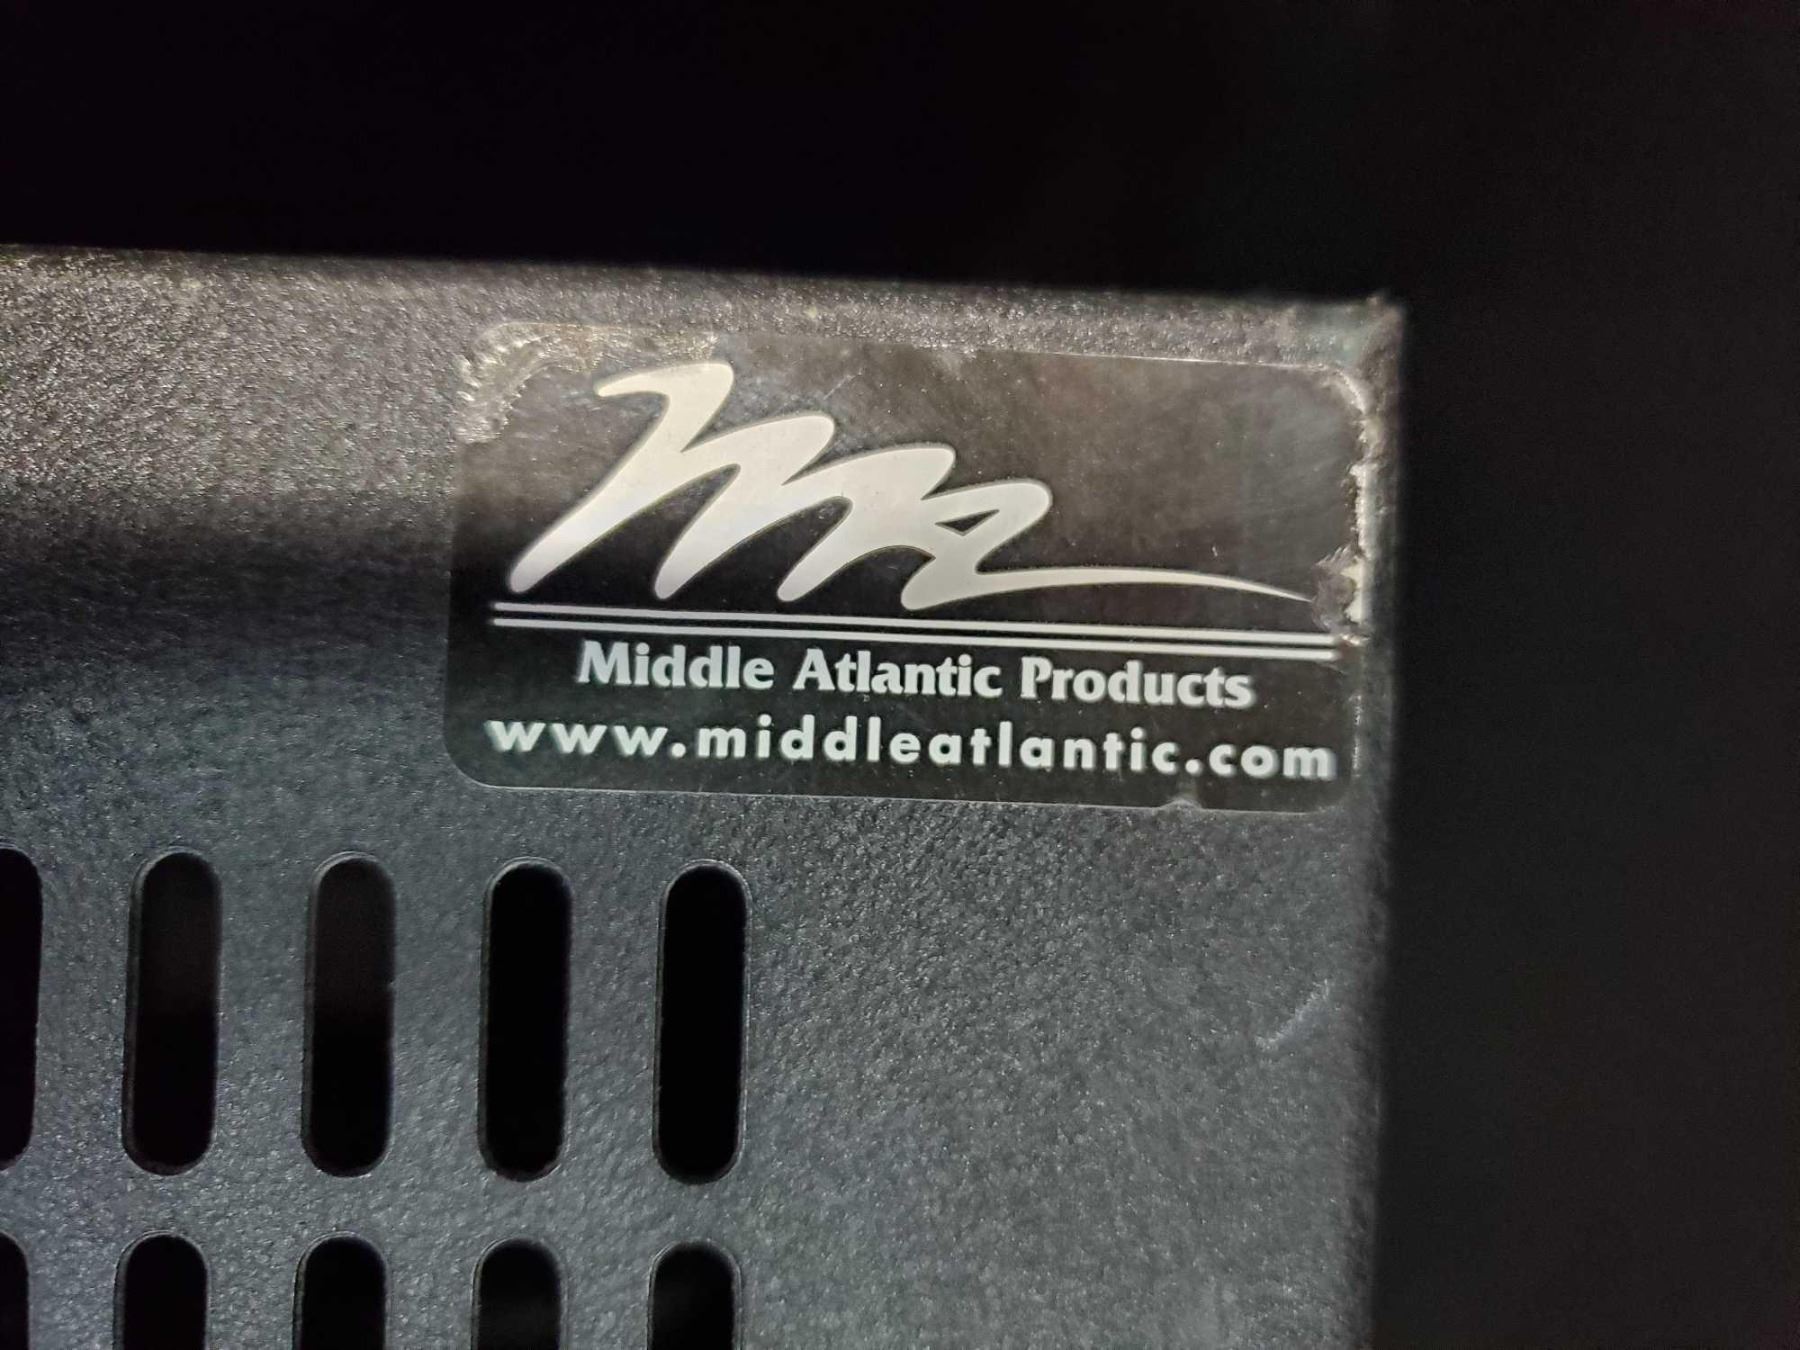 Middle Atlantic Products
www.middleatlantic.com